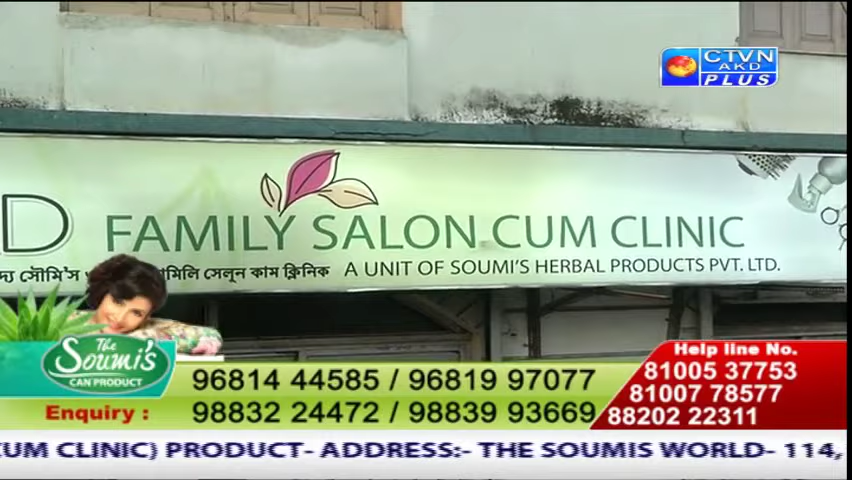 CTVN
AKD
PLUS
D FAMILY SALON CUM CLINIC
সৌমি'স
সেলুন কাম ক্লিনিক A UNIT OF SOUMI'S HERBAL PRODUCTS PVT. LTD.
The
Soumi's
CAN PRODUCT
Enquiry :
96814 44585 / 96819 97077
98832 24472 / 98839 93669
Help line No.
81005 37753
81007 78577
88202 22311
CUM CLINIC) PRODUCT- ADDRESS:- THE SOUMIS WORLD- 114,